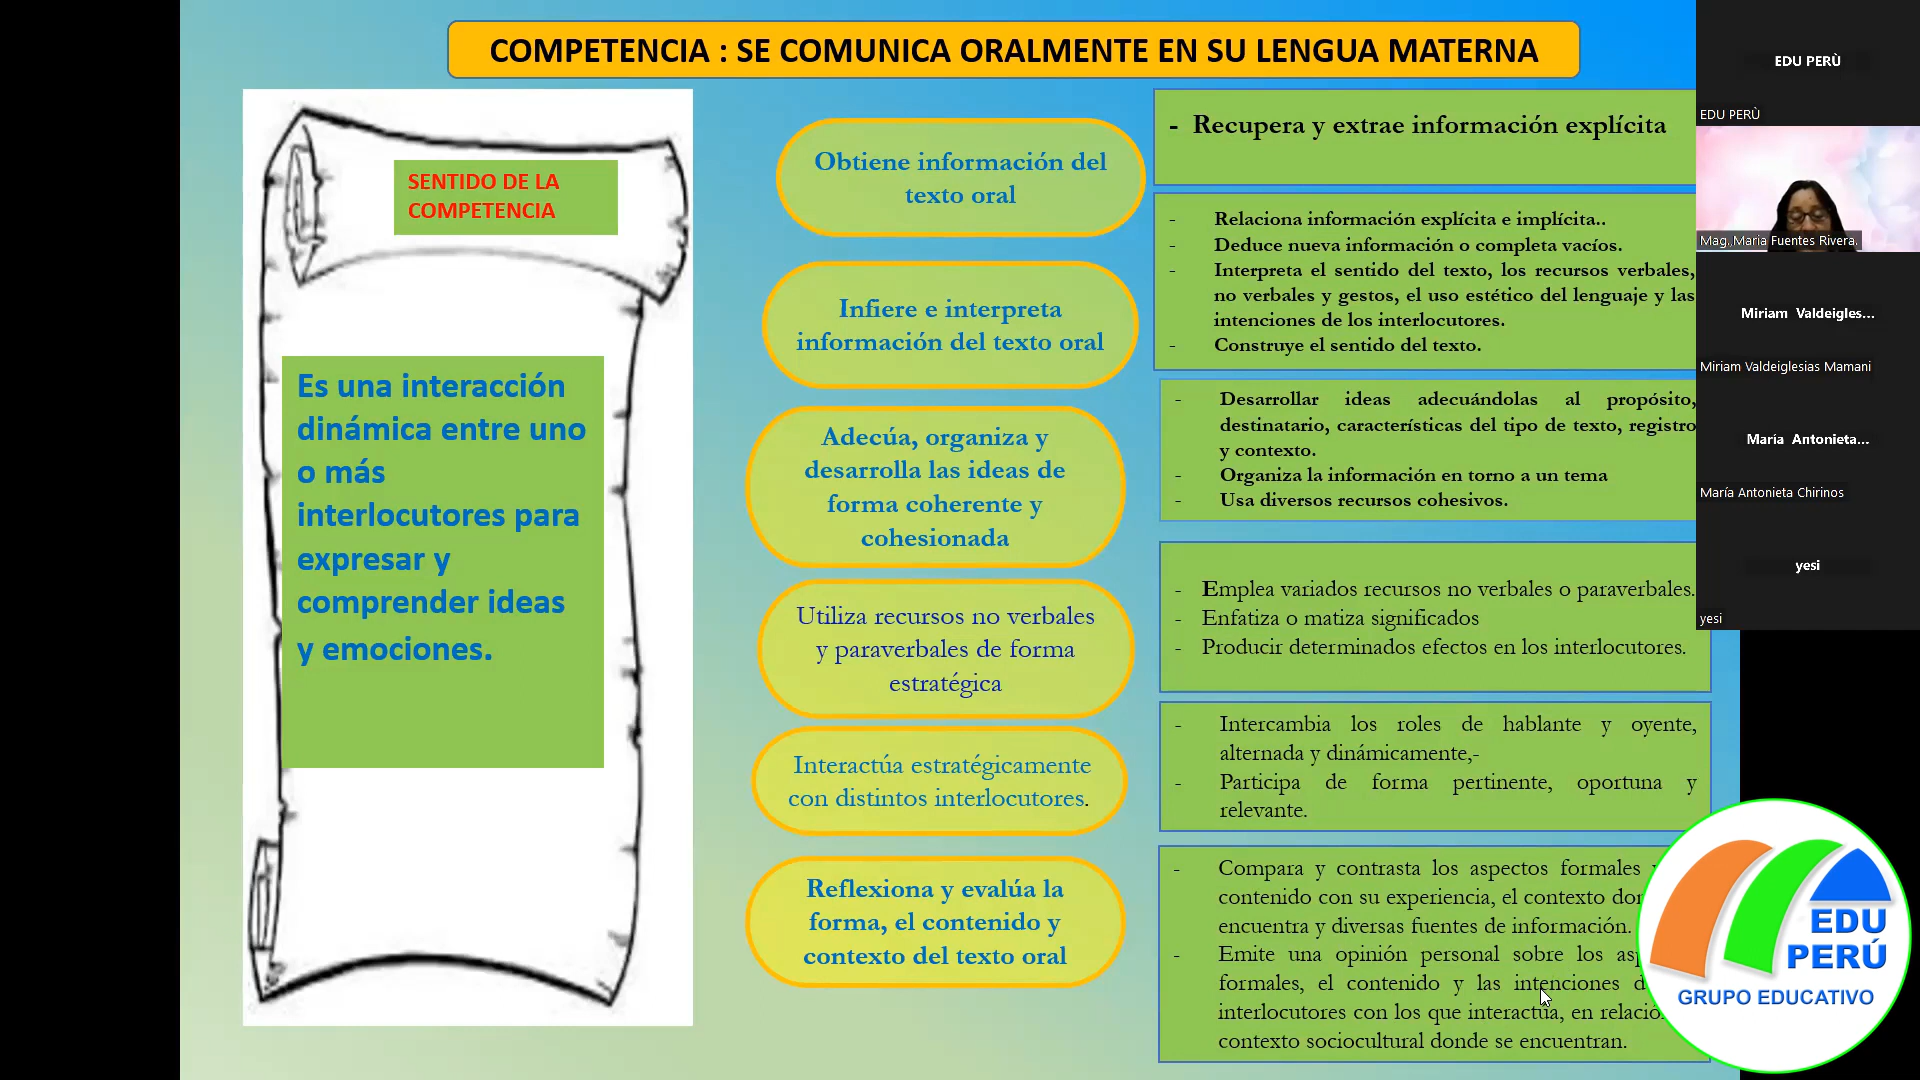 COMPETENCIA : SE COMUNICA ORALMENTE EN SU LENGUA MATERNA
SENTIDO DE LA
COMPETENCIA
Es una interacción
dinámica entre uno
o más
interlocutores para
expresar y
comprender ideas
y emociones.
Obtiene información del
texto oral
- Recupera y extrae información explícita
Infiere e interpreta
información del texto oral
- Relaciona información explícita e implícita..
- Deduce nueva información o completa vacíos.
- Interpreta el sentido del texto, los recursos verbales,
no verbales y gestos, el uso estético del lenguaje y las
intenciones de los interlocutores.
- Construye el sentido del texto.
Adecúa, organiza y
desarrolla las ideas de
forma coherente y
cohesionada
- Desarrollar ideas adecuándolas al propósito,
destinatario, características del tipo de texto, registro
y contexto.
- Organiza la información en torno a un tema
- Usa diversos recursos cohesivos.
Utiliza recursos no verbales
y paraverbales de forma
estratégica
- Emplea variados recursos no verbales o paraverbales.
- Enfatiza o matiza significados
- Producir determinados efectos en los interlocutores.
Interactúa estratégicamente
con distintos interlocutores.
- Intercambia los roles de hablante y oyente,
alternada y dinámicamente,-
- Participa de forma pertinente, oportuna y
relevante.
Reflexiona y evalúa la
forma, el contenido y
contexto del texto oral
- Compara y contrasta los aspectos formales
contenido con su experiencia, el contexto
encuentra y diversas fuentes de información.
- Emite una opinión personal sobre los
formales, el contenido y las intenciones
interlocutores con los que interactúa, en
contexto sociocultural donde se encuentran.
EDU PERÙ
EDU PERÙ
Mag. Maria Fuentes Rivera.
Miriam Valdeigles...
Miriam Valdeiglesias Mamani
María Antonieta...
María Antonieta Chirinos
yesi
yesi
EDU
PERÚ
GRUPO EDUCATIVO